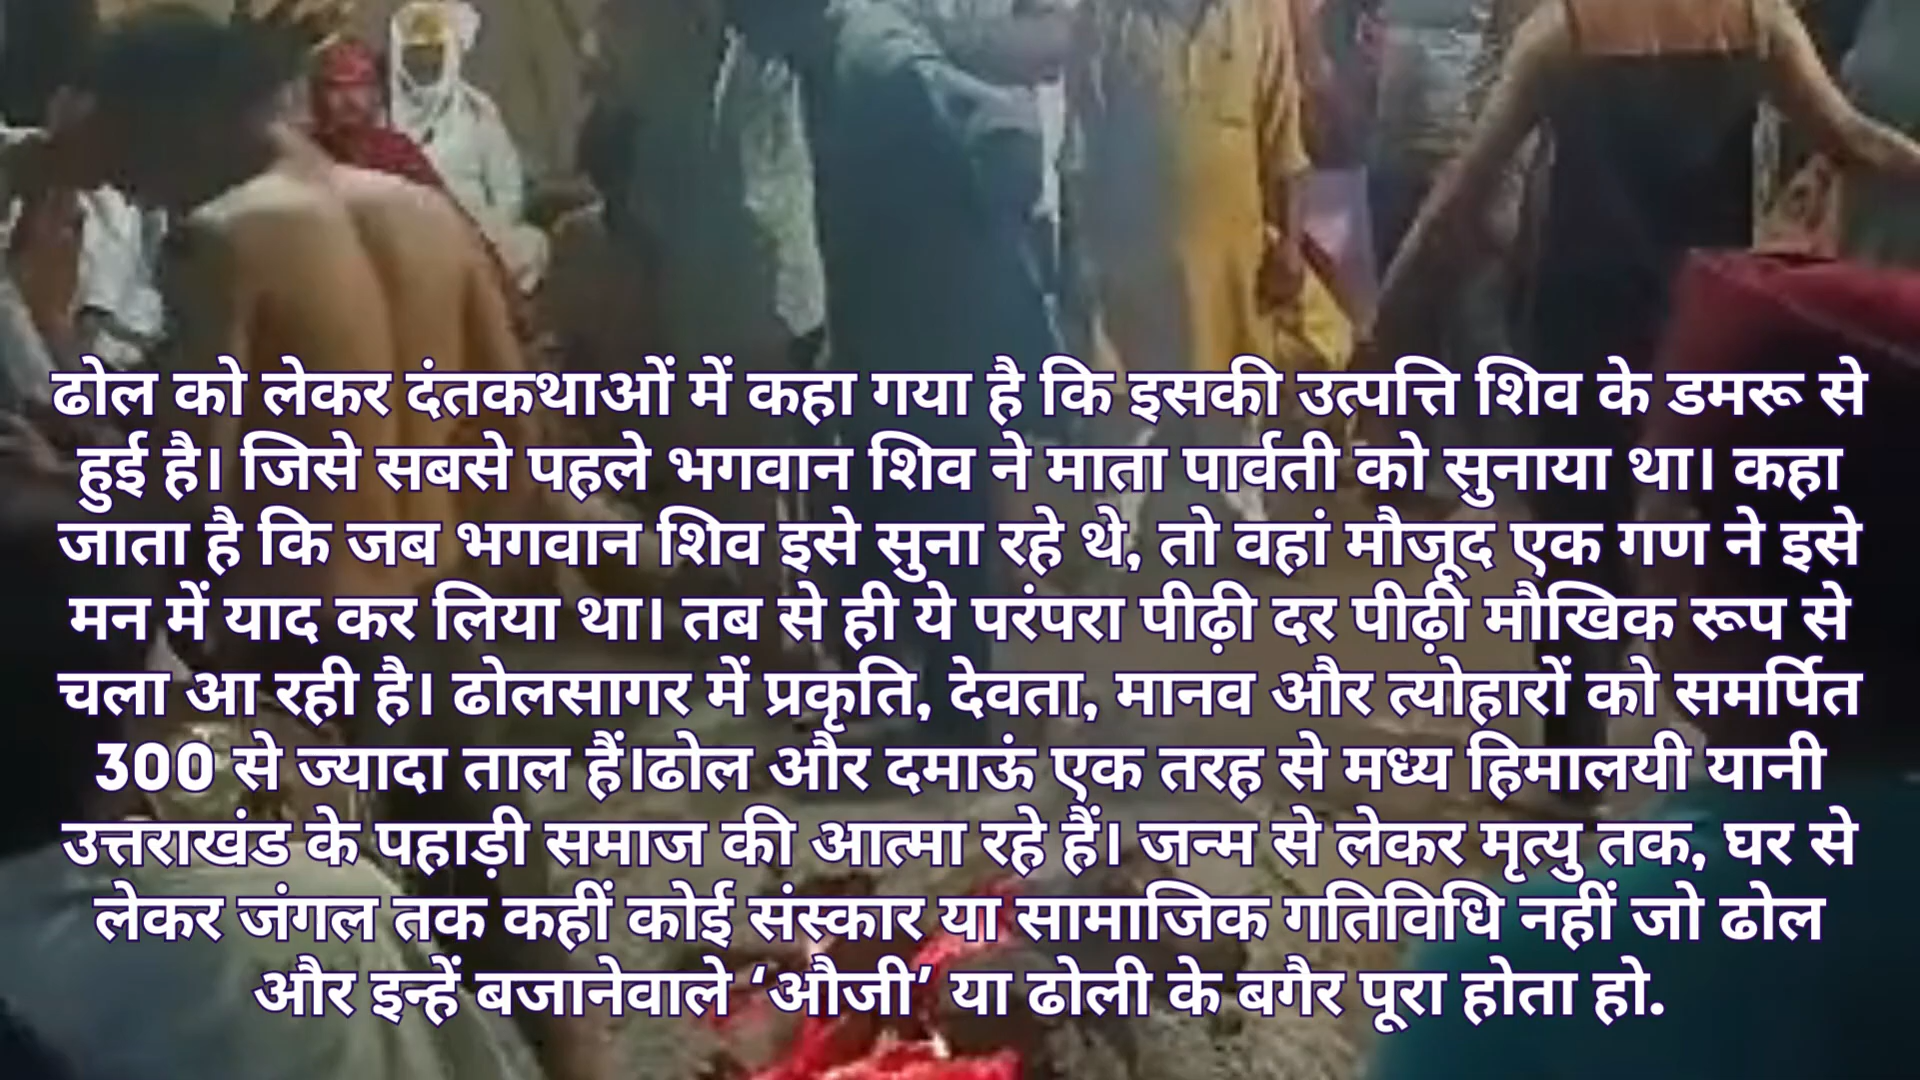 ढोल को लेकर दंतकथाओं में कहा गया है कि इसकी उत्पत्ति शिव के डमरू से
हुई है। जिसे सबसे पहले भगवान शिव ने माता पार्वती को सुनाया था। कहा
जाता है कि जब भगवान शिव इसे सुना रहे थे, तो वहां मौजूद एक गण ने इसे
मन में याद कर लिया था। तब से ही ये परंपरा पीढ़ी दर पीढ़ी मौखिक रूप से
चला आ रही है। ढोलसागर में प्रकृति, देवता, मानव और त्योहारों को समर्पित
300 से ज्यादा ताल हैं।ढोल और दमाऊं एक तरह से मध्य हिमालयी यानी
उत्तराखंड के पहाड़ी समाज की आत्मा रहे हैं। जन्म से लेकर मृत्यु तक, घर से
लेकर जंगल तक कहीं कोई संस्कार या सामाजिक गतिविधि नहीं जो ढोल
और इन्हें बजानेवाले ‘औजी’ या ढोली के बगैर पूरा होता हो.